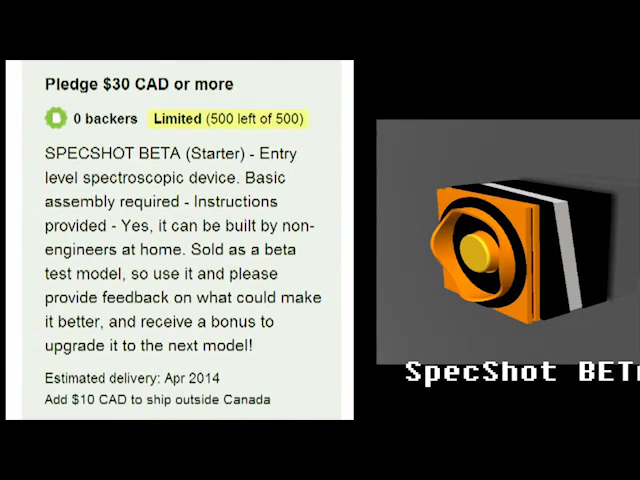 Pledge $30 CAD or more
0 backers Limited (500 left of 500)
SPECSHOT BETA (Starter) - Entry
level spectroscopic device. Basic
assembly required - Instructions
provided - Yes, it can be built by non-
engineers at home. Sold as a beta
test model, so use it and please
provide feedback on what could make
it better, and receive a bonus to
upgrade it to the next model!
Estimated delivery: Apr 2014
Add $10 CAD to ship outside Canada
SpecShot BET